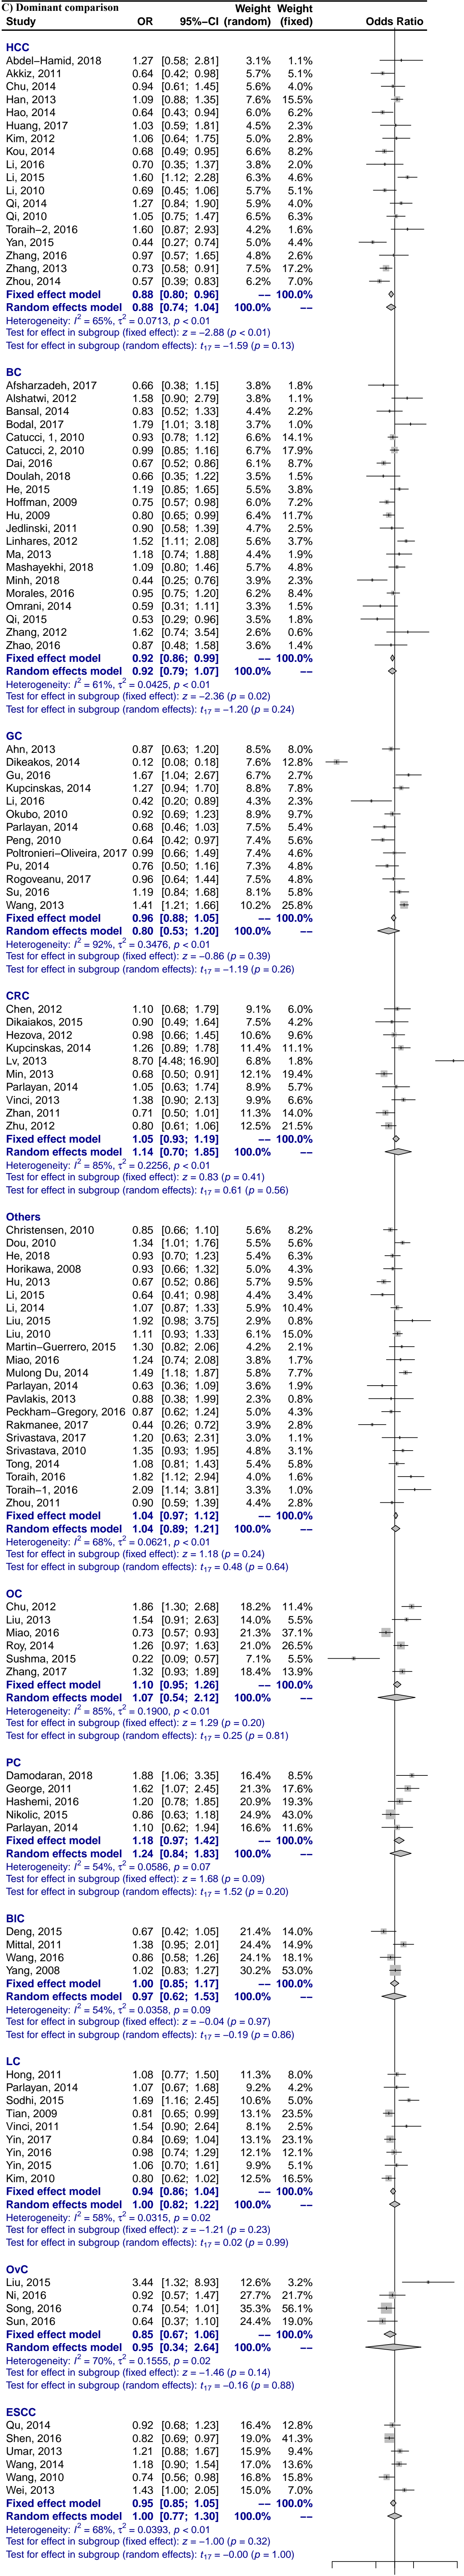 C) Dominant comparison
Weight Weight
Study OR 95%−CI (random) (fixed) Odds Ratio
HCC
Abdel−Hamid, 2018 1.27 [0.58; 2.81] 3.1% 1.1%
Akkiz, 2011 0.64 [0.42; 0.98] 5.7% 5.1%
Chu, 2014 0.94 [0.61; 1.45] 5.6% 4.0%
Han, 2013 1.09 [0.88; 1.35] 7.6% 15.5%
Hao, 2014 0.64 [0.43; 0.94] 6.0% 6.2%
Huang, 2017 1.03 [0.59; 1.81] 4.5% 2.3%
Kim, 2012 1.06 [0.64; 1.75] 5.0% 2.8%
Kou, 2014 0.68 [0.49; 0.95] 6.6% 8.2%
Li, 2016 0.70 [0.35; 1.37] 3.8% 2.0%
Li, 2015 1.60 [1.12; 2.28] 6.3% 4.6%
Li, 2010 0.69 [0.45; 1.06] 5.7% 5.1%
Qi, 2014 1.27 [0.84; 1.90] 5.9% 4.0%
Qi, 2010 1.05 [0.75; 1.47] 6.5% 6.3%
Toraih−2, 2016 1.60 [0.87; 2.93] 4.2% 1.6%
Yan, 2015 0.44 [0.27; 0.74] 5.0% 4.4%
Zhang, 2016 0.97 [0.57; 1.65] 4.8% 2.6%
Zhang, 2013 0.73 [0.58; 0.91] 7.5% 17.2%
Zhou, 2014 0.57 [0.39; 0.83] 6.2% 7.0%
Fixed effect model 0.88 [0.80; 0.96] −− 100.0%
Random effects model 0.88 [0.74; 1.04] 100.0% −−
Heterogeneity: I² = 65%, τ² = 0.0713, p < 0.01
Test for effect in subgroup (fixed effect): z = −2.88 (p < 0.01)
Test for effect in subgroup (random effects): t17 = −1.59 (p = 0.13)
BC
Afsharzadeh, 2017 0.66 [0.38; 1.15] 3.8% 1.8%
Alshatwi, 2012 1.58 [0.90; 2.79] 3.8% 1.1%
Bansal, 2014 0.83 [0.52; 1.33] 4.4% 2.2%
Bodal, 2017 1.79 [1.01; 3.18] 3.7% 1.0%
Catucci, 1, 2010 0.93 [0.78; 1.12] 6.6% 14.1%
Catucci, 2, 2010 0.99 [0.85; 1.16] 6.7% 17.9%
Dai, 2016 0.67 [0.52; 0.86] 6.1% 8.7%
Doulah, 2018 0.66 [0.35; 1.22] 3.4% 1.5%
He, 2015 1.19 [0.85; 1.65] 5.5% 3.8%
Hoffman, 2009 0.75 [0.57; 0.98] 6.0% 7.2%
Hu, 2009 0.80 [0.65; 0.99] 6.4% 11.7%
Jedlinski, 2011 0.90 [0.58; 1.39] 4.7% 2.5%
Linhares, 2012 1.52 [1.11; 2.08] 5.6% 3.7%
Ma, 2013 1.18 [0.74; 1.88] 4.4% 1.9%
Mashayekhi, 2018 1.09 [0.80; 1.46] 5.7% 4.8%
Minh, 2018 0.44 [0.25; 0.76] 3.9% 2.3%
Morales, 2016 0.95 [0.75; 1.20] 6.2% 8.4%
Omrani, 2014 0.59 [0.31; 1.11] 3.3% 1.5%
Qi, 2015 0.53 [0.29; 0.96] 3.5% 1.8%
Zhang, 2012 1.62 [0.74; 3.54] 2.6% 0.6%
Zhao, 2016 0.87 [0.48; 1.58] 3.6% 1.4%
Fixed effect model 0.92 [0.86; 0.99] −− 100.0%
Random effects model 0.92 [0.79; 1.07] 100.0% −−
Heterogeneity: I² = 61%, τ² = 0.0425, p < 0.01
Test for effect in subgroup (fixed effect): z = −2.36 (p = 0.02)
Test for effect in subgroup (random effects): t17 = −1.20 (p = 0.24)
GC
Ahn, 2013 0.87 [0.63; 1.20] 8.5% 8.0%
Dikeakos, 2014 0.12 [0.08; 0.18] 7.6% 12.8%
Gu, 2016 1.67 [1.04; 2.67] 6.7% 2.7%
Kupcinskas, 2014 1.27 [0.94; 1.70] 8.8% 7.8%
Li, 2016 0.42 [0.20; 0.89] 4.3% 2.3%
Okubo, 2010 0.92 [0.69; 1.23] 8.9% 9.7%
Parlayan, 2014 0.68 [0.46; 1.03] 7.5% 5.4%
Peng, 2010 0.64 [0.42; 0.97] 7.4% 5.6%
Poltronieri−Oliveira, 2017 0.99 [0.66; 1.49] 7.4% 4.6%
Pu, 2014 0.76 [0.50; 1.16] 7.3% 4.8%
Rogoveanu, 2017 0.96 [0.64; 1.44] 7.5% 4.7%
Su, 2016 1.19 [0.84; 1.68] 8.1% 5.8%
Wang, 2013 1.41 [1.21; 1.66] 10.2% 25.8%
Fixed effect model 0.96 [0.88; 1.05] −− 100.0%
Random effects model 0.80 [0.53; 1.20] 100.0% −−
Heterogeneity: I² = 92%, τ² = 0.3476, p < 0.01
Test for effect in subgroup (fixed effect): z = −0.86 (p = 0.39)
Test for effect in subgroup (random effects): t17 = −1.19 (p = 0.26)
CRC
Chen, 2012 1.10 [0.68; 1.79] 9.1% 6.0%
Dikaiakos, 2015 0.90 [0.49; 1.64] 7.5% 4.2%
Hezova, 2012 0.98 [0.66; 1.45] 10.6% 9.6%
Kupcinskas, 2014 1.26 [0.89; 1.78] 11.4% 11.1%
Lv, 2013 8.70 [4.48; 16.90] 6.8% 1.8%
Min, 2013 0.68 [0.50; 0.91] 12.1% 19.4%
Parlayan, 2014 1.05 [0.63; 1.74] 8.9% 5.7%
Vinci, 2013 1.38 [0.90; 2.13] 9.9% 6.6%
Zhan, 2011 0.71 [0.50; 1.01] 11.3% 14.0%
Zhu, 2012 0.80 [0.61; 1.06] 12.5% 21.5%
Fixed effect model 1.05 [0.93; 1.19] −− 100.0%
Random effects model 1.14 [0.70; 1.85] 100.0% −−
Heterogeneity: I² = 85%, τ² = 0.2256, p < 0.01
Test for effect in subgroup (fixed effect): z = 0.83 (p = 0.41)
Test for effect in subgroup (random effects): t17 = 0.61 (p = 0.56)
Others
Christensen, 2010 0.85 [0.66; 1.10] 5.6% 8.2%
Dou, 2010 1.34 [1.01; 1.76] 5.5% 5.6%
He, 2018 0.93 [0.70; 1.23] 5.4% 6.3%
Horikawa, 2008 0.93 [0.66; 1.32] 5.0% 4.3%
Hu, 2013 0.67 [0.52; 0.86] 5.7% 9.5%
Li, 2015 0.64 [0.41; 0.98] 4.4% 3.4%
Li, 2014 1.07 [0.87; 1.33] 5.9% 10.4%
Liu, 2015 1.92 [0.98; 3.75] 2.9% 0.8%
Liu, 2010 1.11 [0.93; 1.33] 6.1% 15.0%
Martin−Guerrero, 2015 1.30 [0.82; 2.06] 4.2% 2.1%
Miao, 2016 1.24 [0.74; 2.08] 3.8% 1.7%
Mulong Du, 2014 1.49 [1.18; 1.87] 5.8% 7.7%
Parlayan, 2014 0.63 [0.36; 1.09] 3.6% 1.9%
Pavlakis, 2013 0.88 [0.38; 1.99] 2.3% 0.8%
Peckham−Gregory, 2016 0.87 [0.62; 1.24] 5.0% 4.3%
Rakmanee, 2017 0.44 [0.26; 0.72] 3.9% 2.8%
Srivastava, 2017 1.20 [0.63; 2.31] 3.0% 1.1%
Srivastava, 2010 1.35 [0.93; 1.95] 4.8% 3.1%
Tong, 2014 1.08 [0.81; 1.43] 5.4% 5.8%
Toraih, 2016 1.82 [1.12; 2.94] 4.0% 1.6%
Toraih−1, 2016 2.09 [1.14; 3.81] 3.3% 1.0%
Zhou, 2011 0.90 [0.59; 1.39] 4.4% 2.8%
Fixed effect model 1.04 [0.97; 1.12] −− 100.0%
Random effects model 1.04 [0.89; 1.21] 100.0% −−
Heterogeneity: I² = 68%, τ² = 0.0621, p < 0.01
Test for effect in subgroup (fixed effect): z = 1.18 (p = 0.24)
Test for effect in subgroup (random effects): t17 = 0.48 (p = 0.64)
OC
Chu, 2012 1.86 [1.30; 2.68] 18.2% 11.4%
Liu, 2013 1.54 [0.91; 2.63] 14.0% 5.5%
Miao, 2016 0.73 [0.57; 0.93] 21.3% 37.1%
Roy, 2014 1.26 [0.97; 1.63] 21.0% 26.5%
Sushma, 2015 0.22 [0.09; 0.57] 7.1% 5.5%
Zhang, 2017 1.32 [0.93; 1.89] 18.4% 13.9%
Fixed effect model 1.10 [0.95; 1.26] −− 100.0%
Random effects model 1.07 [0.54; 2.12] 100.0% −−
Heterogeneity: I² = 85%, τ² = 0.1900, p < 0.01
Test for effect in subgroup (fixed effect): z = 1.29 (p = 0.20)
Test for effect in subgroup (random effects): t17 = 0.25 (p = 0.81)
PC
Damodaran, 2018 1.88 [1.06; 3.35] 16.4% 8.5%
George, 2011 1.62 [1.07; 2.45] 21.3% 17.6%
Hashemi, 2016 1.20 [0.78; 1.85] 20.9% 19.3%
Nikolic, 2015 0.86 [0.63; 1.18] 24.9% 43.0%
Parlayan, 2014 1.10 [0.62; 1.94] 16.6% 11.6%
Fixed effect model 1.18 [0.97; 1.42] −− 100.0%
Random effects model 1.24 [0.84; 1.83] 100.0% −−
Heterogeneity: I² = 54%, τ² = 0.0586, p = 0.07
Test for effect in subgroup (fixed effect): z = 1.68 (p = 0.09)
Test for effect in subgroup (random effects): t17 = 1.52 (p = 0.20)
BIC
Deng, 2015 0.67 [0.42; 1.05] 21.4% 14.0%
Mittal, 2011 1.38 [0.95; 2.01] 24.4% 14.9%
Wang, 2016 0.86 [0.58; 1.26] 24.1% 18.1%
Yang, 2008 1.02 [0.83; 1.27] 30.2% 53.0%
Fixed effect model 1.00 [0.85; 1.17] −− 100.0%
Random effects model 0.97 [0.62; 1.53] 100.0% −−
Heterogeneity: I² = 54%, τ² = 0.0358, p = 0.09
Test for effect in subgroup (fixed effect): z = −0.04 (p = 0.97)
Test for effect in subgroup (random effects): t17 = −0.19 (p = 0.86)
LC
Hong, 2011 1.08 [0.77; 1.50] 11.3% 8.0%
Parlayan, 2014 1.07 [0.67; 1.68] 9.2% 4.2%
Sodhi, 2015 1.69 [1.16; 2.45] 10.6% 5.0%
Tian, 2009 0.81 [0.65; 0.99] 13.1% 23.5%
Vinci, 2011 1.54 [0.90; 2.64] 8.1% 2.5%
Yin, 2017 0.84 [0.69; 1.04] 13.1% 23.1%
Yin, 2016 0.98 [0.74; 1.29] 12.1% 12.1%
Yin, 2015 1.06 [0.70; 1.61] 9.9% 5.1%
Kim, 2010 0.80 [0.62; 1.02] 12.5% 16.5%
Fixed effect model 0.94 [0.86; 1.04] −− 100.0%
Random effects model 1.00 [0.82; 1.22] 100.0% −−
Heterogeneity: I² = 58%, τ² = 0.0315, p = 0.02
Test for effect in subgroup (fixed effect): z = −1.21 (p = 0.23)
Test for effect in subgroup (random effects): t17 = 0.02 (p = 0.99)
OvC
Liu, 2015 3.44 [1.32; 8.93] 12.6% 3.2%
Ni, 2016 0.92 [0.57; 1.47] 27.7% 21.7%
Song, 2016 0.74 [0.54; 1.01] 35.3% 56.1%
Sun, 2016 0.64 [0.37; 1.10] 24.4% 19.0%
Fixed effect model 0.85 [0.67; 1.06] −− 100.0%
Random effects model 0.95 [0.34; 2.64] 100.0% −−
Heterogeneity: I² = 70%, τ² = 0.1555, p = 0.02
Test for effect in subgroup (fixed effect): z = −1.46 (p = 0.14)
Test for effect in subgroup (random effects): t17 = −0.16 (p = 0.88)
ESCC
Qu, 2014 0.92 [0.68; 1.23] 16.4% 12.8%
Shen, 2016 0.82 [0.69; 0.97] 19.0% 41.3%
Umar, 2013 1.21 [0.88; 1.67] 15.9% 9.4%
Wang, 2014 1.18 [0.90; 1.54] 17.0% 13.6%
Wang, 2010 0.74 [0.56; 0.98] 16.8% 15.8%
Wei, 2013 1.43 [1.00; 2.05] 15.0% 7.0%
Fixed effect model 0.95 [0.85; 1.05] −− 100.0%
Random effects model 1.00 [0.77; 1.30] 100.0% −−
Heterogeneity: I² = 68%, τ² = 0.0393, p < 0.01
Test for effect in subgroup (fixed effect): z = −1.00 (p = 0.32)
Test for effect in subgroup (random effects): t17 = −0.00 (p = 1.00)